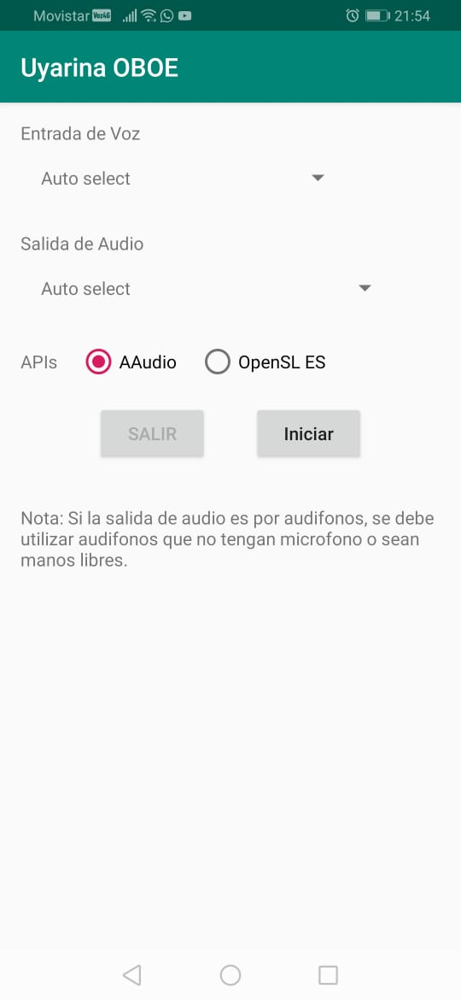 Movistar Voz4G 21:54
Uyarina OBOE
Entrada de Voz
Auto select
Salida de Audio
Auto select
APIs AAudio OpenSL ES
SALIR Iniciar
Nota: Si la salida de audio es por audifonos, se debe
utilizar audifonos que no tengan microfono o sean
manos libres.